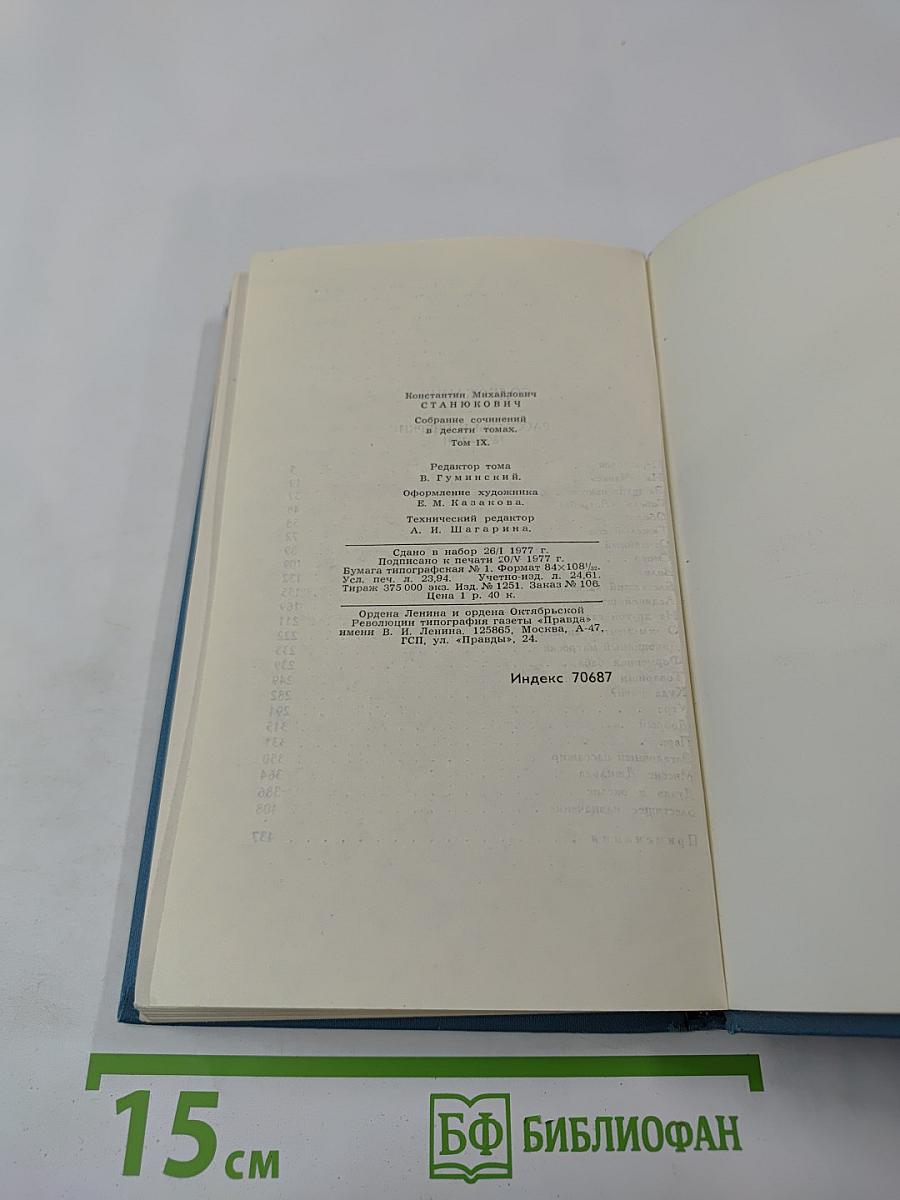 Константин Михайлович
СТАНЮКОВИЧ
Собрание сочинений
в десяти томах.
Том IX.
Редактор тома
В. Гуминский.
Оформление художника
Е. М. Казакова.
Технический редактор
А. И. Шагарина.
Сдано в набор 26/I 1977 г.
Подписано к печати 20/V 1977 г.
Бумага типографская № 1. Формат 84×108¹/₃₂.
Усл. печ. л. 23,94. Учетно-изд. л. 24,61.
Тираж 375 000 экз. Изд. № 1251. Заказ № 106.
Цена 1 р. 40 к.
Ордена Ленина и ордена Октябрьской
Революции типография газеты «Правда»
имени В. И. Ленина. 125865, Москва, А-47,
ГСП, ул. «Правды», 24.
Индекс 70687
15 см
БФ БИБЛИОФАН